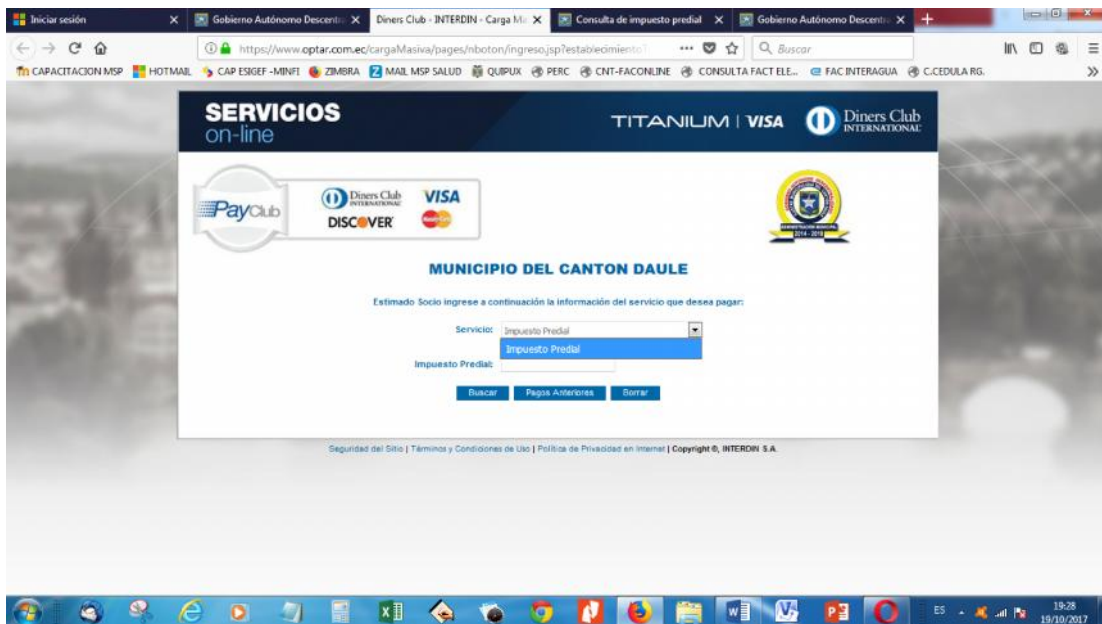 Iniciar sesión
Gobierno Autónomo Descentr
Diners Club - INTERDIN - Carga Ma
Consulta de impuesto predial
Gobierno Autónomo Descentr
https://www.optar.com.ec/cargaMasiva/pages/nboton/ingreso.jsp?establecimiento
Buscar
CAPACITACION MSP
HOTMAIL
CAP ESIGEF -MINFI
ZIMBRA
MAIL MSP SALUD
QUIPUX
PERC
CNT-FACONLINE
CONSULTA FACT ELE...
FAC INTERAGUA
C.CEDULA RG.
SERVICIOS
on-line
TITANIUM | VISA
Diners Club
INTERNATIONAL
PayClub
Diners Club
INTERNATIONAL
VISA
DISCOVER
MasterCard
2014 - 2019
MUNICIPIO DEL CANTON DAULE
Estimado Socio ingrese a continuación la información del servicio que desea pagar:
Servicio: Impuesto Predial
Impuesto Predial
Impuesto Predial:
Buscar
Pagos Anteriores
Borrar
Seguridad del Sitio | Términos y Condiciones de Uso | Política de Privacidad en Internet | Copyright ©, INTERDIN S.A.
ES
19:28
19/10/2017